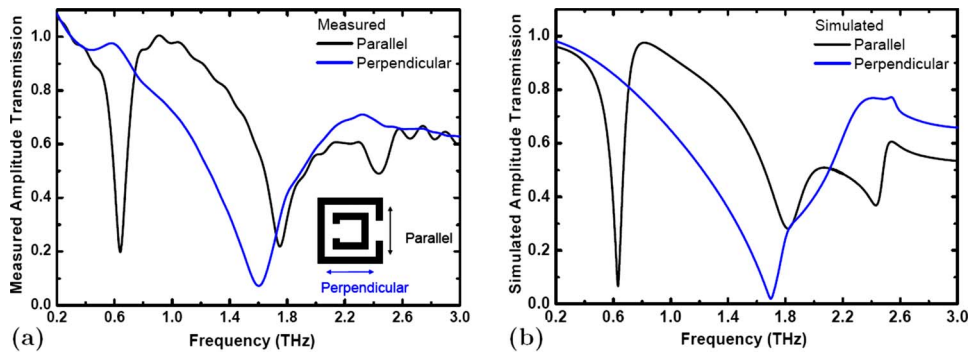 Measured Amplitude Transmission
1.0
0.8
0.6
0.4
0.2
0.0
Measured
Parallel
Perpendicular
Parallel
Perpendicular
0.2 0.6 1.0 1.4 1.8 2.2 2.6 3.0
Frequency (THz)
(a)
Simulated Amplitude Transmission
1.0
0.8
0.6
0.4
0.2
0.0
Simulated
Parallel
Perpendicular
0.2 0.6 1.0 1.4 1.8 2.2 2.6 3.0
Frequency (THz)
(b)